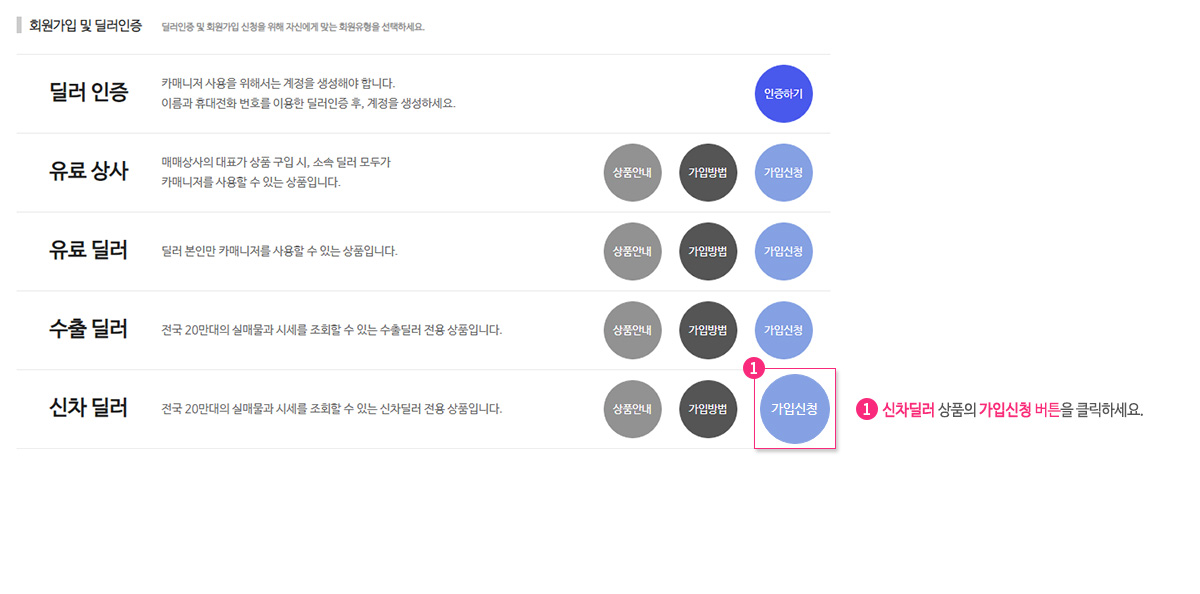 회원가입 및 딜러인증 딜러인증 및 회원가입 신청을 위해 자신에게 맞는 회원유형을 선택하세요.
딜러 인증
카매니저 사용을 위해서는 계정을 생성해야 합니다.
이름과 휴대전화 번호를 이용한 딜러인증 후, 계정을 생성하세요.
인증하기
유료 상사
매매상사의 대표가 상품 구입 시, 소속 딜러 모두가
카매니저를 사용할 수 있는 상품입니다.
상품안내 가입방법 가입신청
유료 딜러 딜러 본인만 카매니저를 사용할 수 있는 상품입니다. 상품안내 가입방법 가입신청
수출 딜러 전국 20만대의 실매물과 시세를 조회할 수 있는 수출딜러 전용 상품입니다. 상품안내 가입방법 가입신청
1
신차 딜러 전국 20만대의 실매물과 시세를 조회할 수 있는 신차딜러 전용 상품입니다. 상품안내 가입방법 가입신청
1 신차딜러 상품의 가입신청 버튼을 클릭하세요.